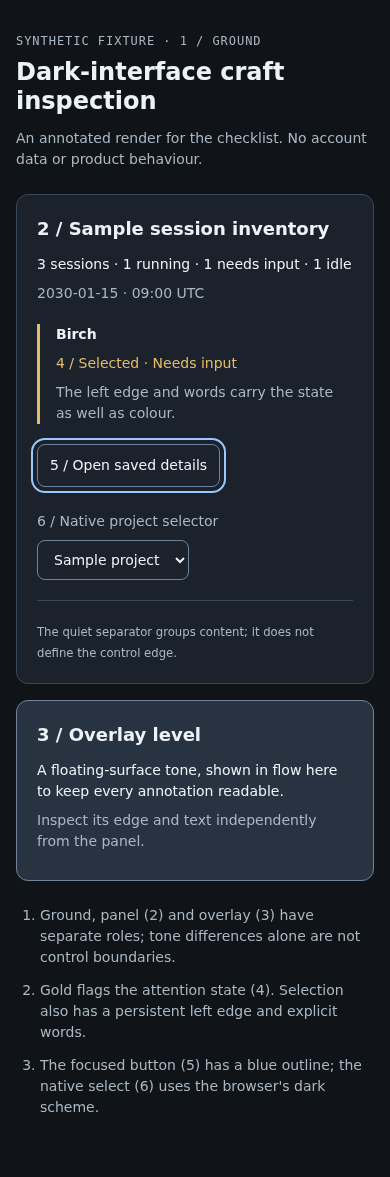 SYNTHETIC FIXTURE · 1 / GROUND
Dark-interface craft
inspection
An annotated render for the checklist. No account
data or product behaviour.
2 / Sample session inventory
3 sessions · 1 running · 1 needs input · 1 idle
2030-01-15 · 09:00 UTC
Birch
4 / Selected · Needs input
The left edge and words carry the state
as well as colour.
5 / Open saved details
6 / Native project selector
Sample project
The quiet separator groups content; it does not
define the control edge.
3 / Overlay level
A floating-surface tone, shown in flow here
to keep every annotation readable.
Inspect its edge and text independently
from the panel.
1. Ground, panel (2) and overlay (3) have
separate roles; tone differences alone are not
control boundaries.
2. Gold flags the attention state (4). Selection
also has a persistent left edge and explicit
words.
3. The focused button (5) has a blue outline; the
native select (6) uses the browser's dark
scheme.